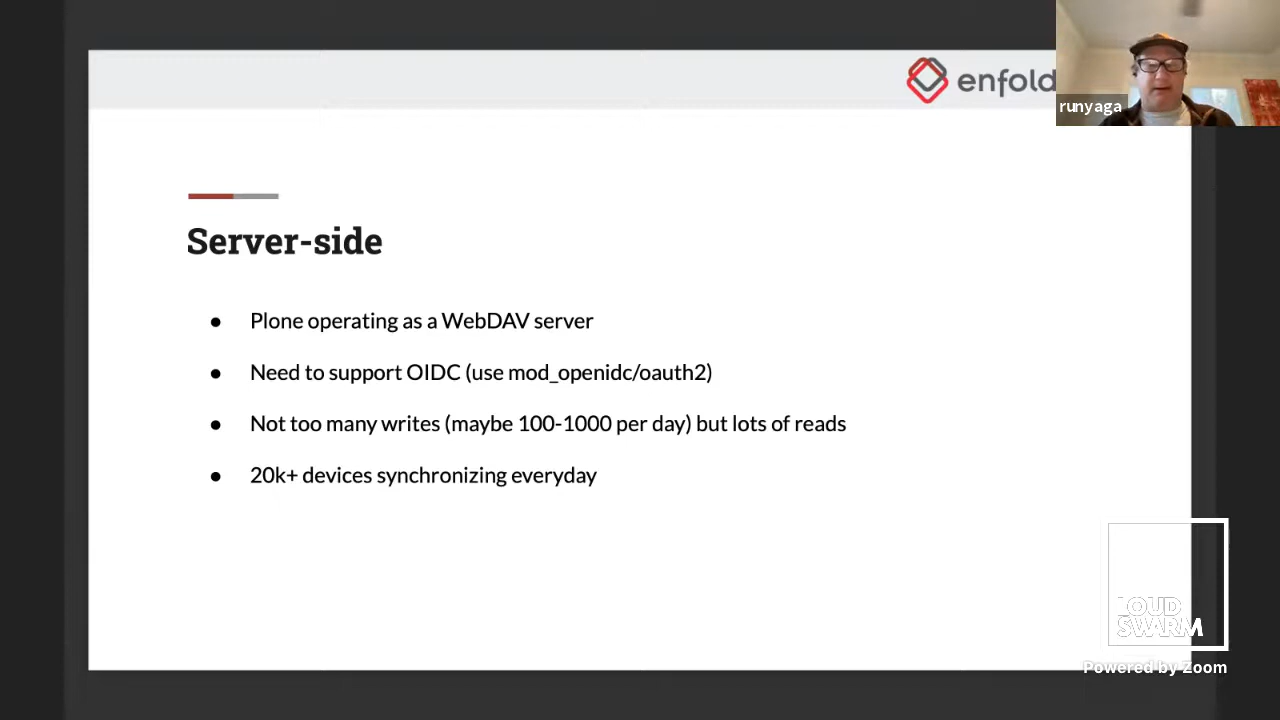 enfold
runyaga
Server-side
● Plone operating as a WebDAV server
● Need to support OIDC (use mod_openidc/oauth2)
● Not too many writes (maybe 100-1000 per day) but lots of reads
● 20k+ devices synchronizing everyday
LOUD
SWARM
Powered by Zoom